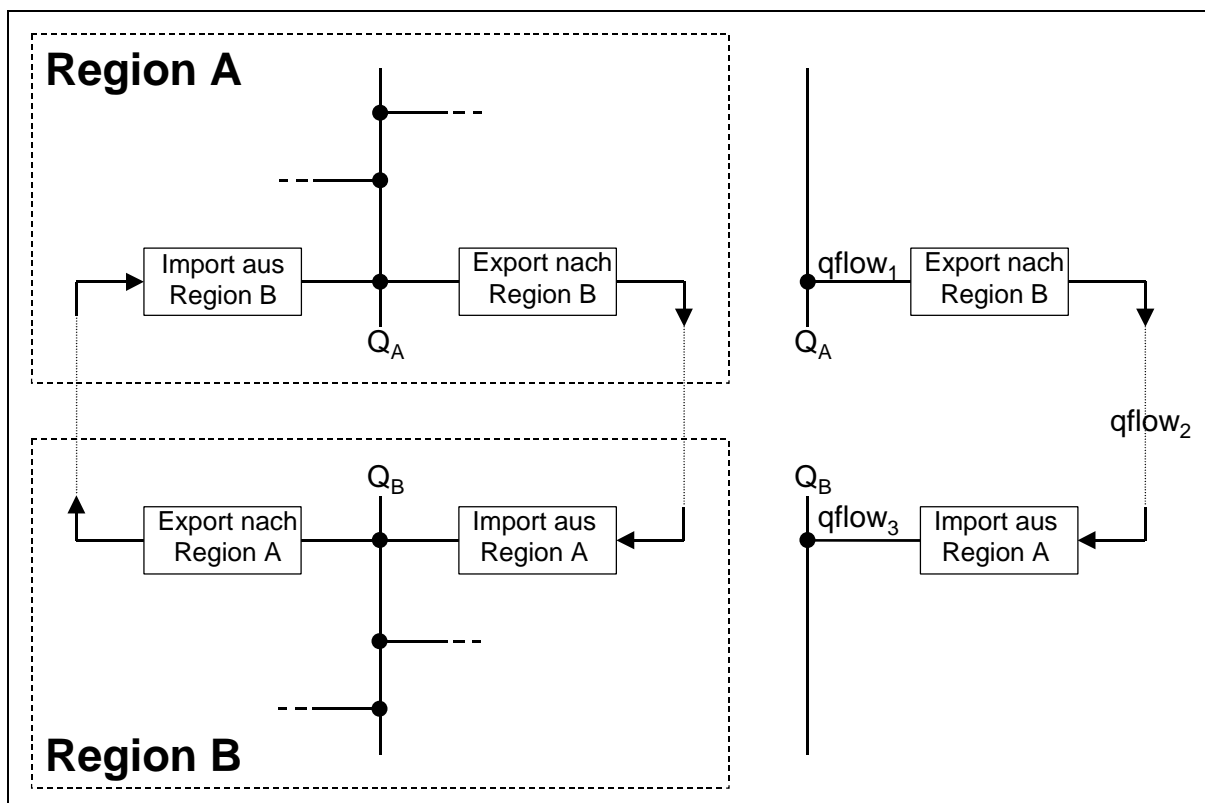 Region A
Import aus
Region B
Export nach
Region B
Q_A
qflow_1
Export nach
Region B
Q_A
qflow_2
Q_B
Export nach
Region A
Import aus
Region A
Q_B
qflow_3
Import aus
Region A
Region B